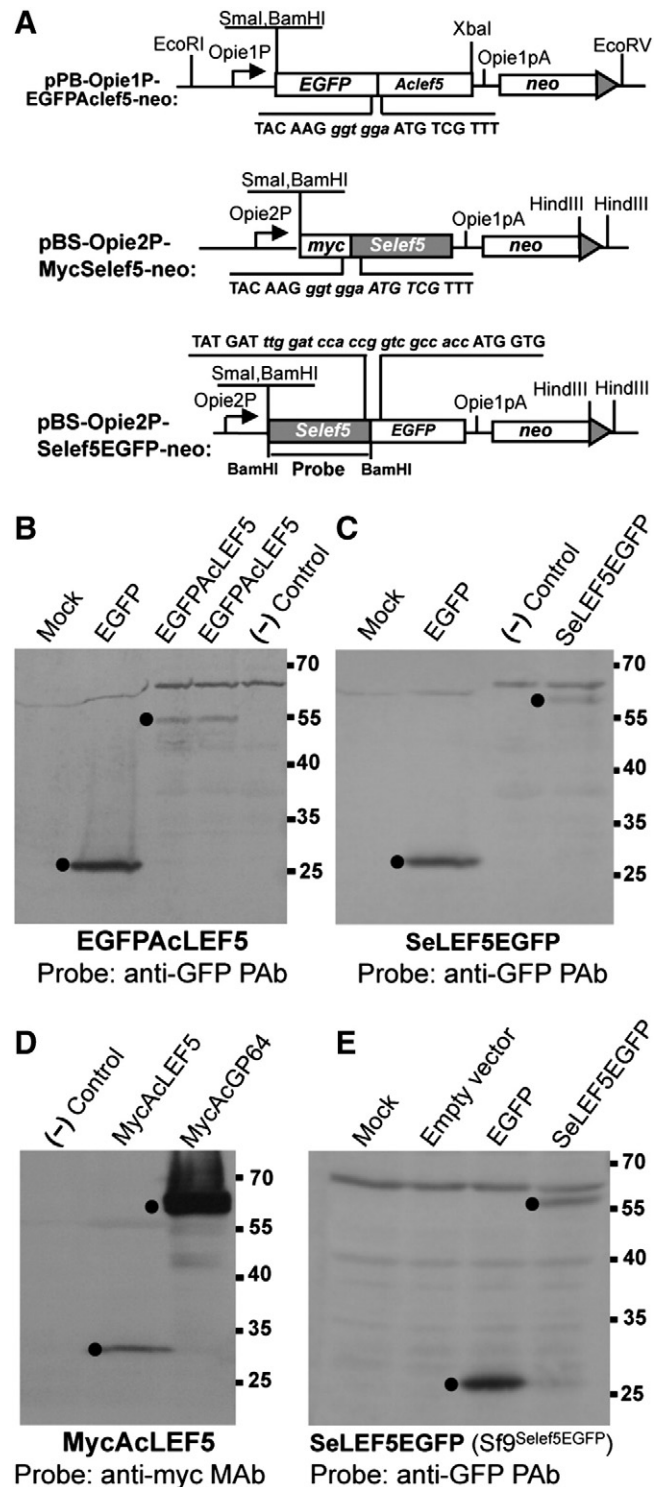 A
SmaI,BamHI
XbaI
EcoRI
Opie1P
Opie1pA
EcoRV
pPB-Opie1P-
EGFPAclef5-neo:
EGFP
Aclef5
neo
TAC AAG ggt gga ATG TCG TTT
SmaI,BamHI
Opie2P
Opie1pA
HindIII
HindIII
pBS-Opie2P-
MycSelef5-neo:
myc
Selef5
neo
TAC AAG ggt gga ATG TCG TTT
TAT GAT ttg gat cca ccg gtc gcc acc ATG GTG
SmaI,BamHI
Opie2P
Opie1pA
HindIII
HindIII
pBS-Opie2P-
Selef5EGFP-neo:
Selef5
EGFP
neo
BamHI
Probe
BamHI
B
Mock
EGFP
EGFPAcLEF5
EGFPAcLEF5
(–) Control
70
55
40
35
25
EGFPAcLEF5
Probe: anti-GFP PAb
C
Mock
EGFP
(–) Control
SeLEF5EGFP
70
55
40
35
25
SeLEF5EGFP
Probe: anti-GFP PAb
D
(–) Control
MycAcLEF5
MycAcGP64
70
55
40
35
25
MycAcLEF5
Probe: anti-myc MAb
E
Mock
Empty vector
EGFP
SeLEF5EGFP
70
55
40
35
25
SeLEF5EGFP (Sf9Selef5EGFP)
Probe: anti-GFP PAb